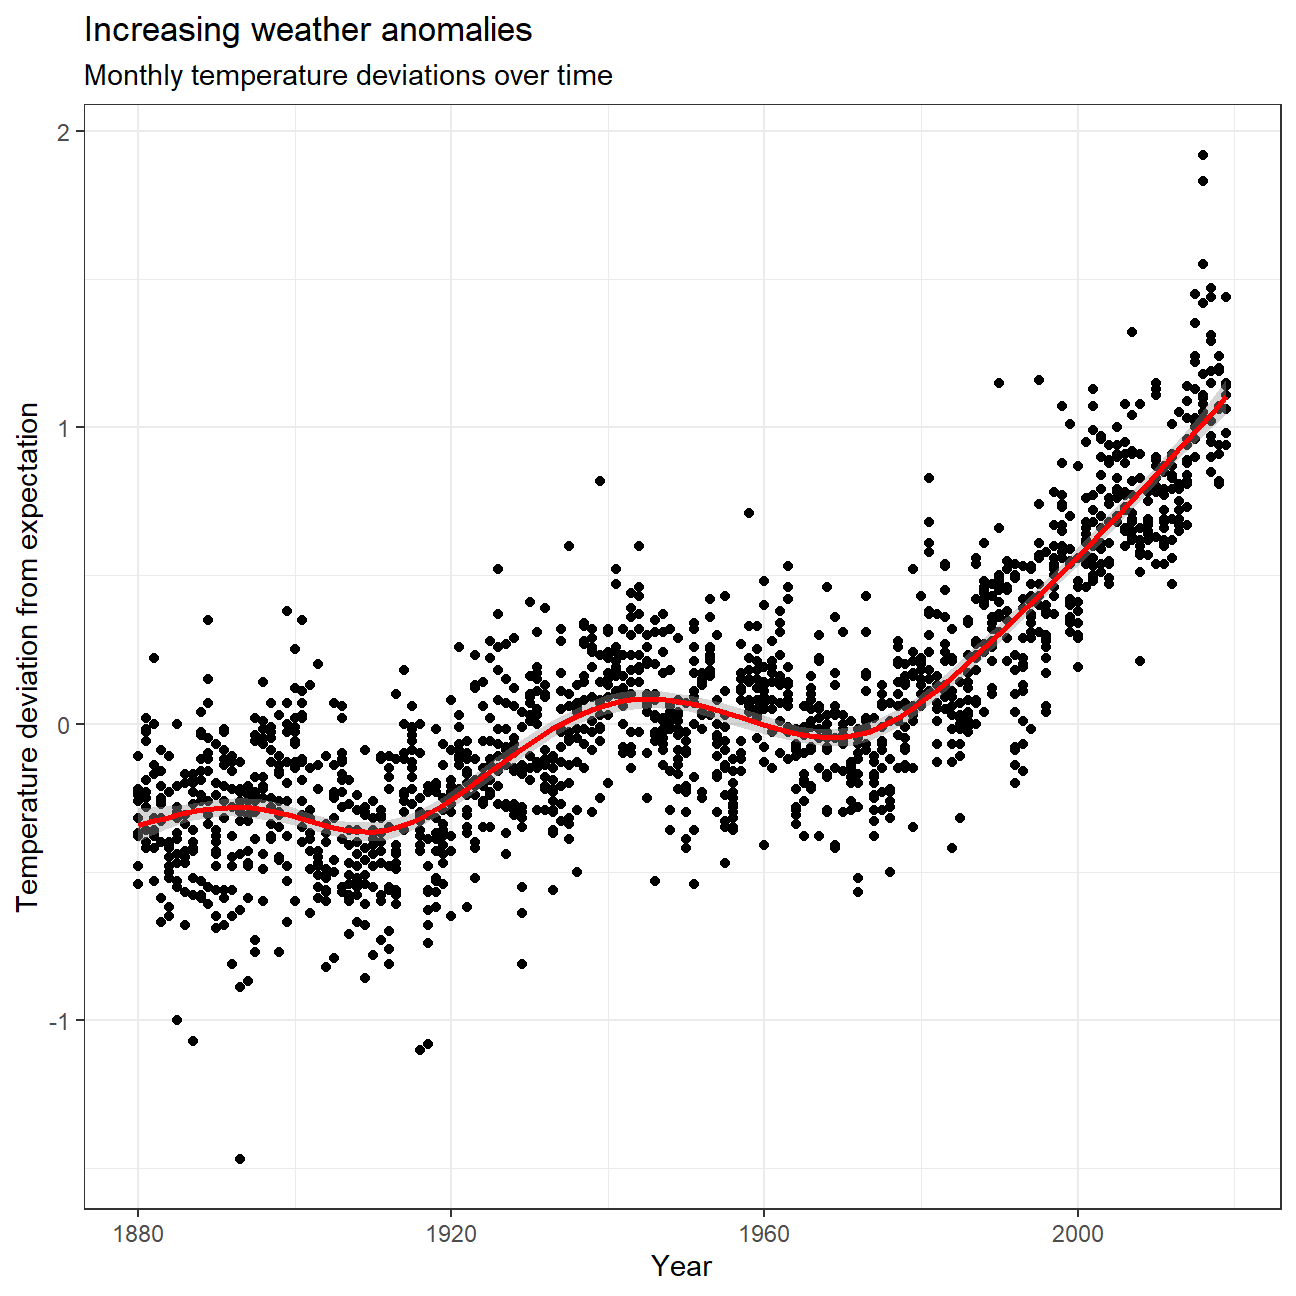 Increasing weather anomalies
Monthly temperature deviations over time
Temperature deviation from expectation
2
1
0
-1
1880
1920
1960
2000
Year